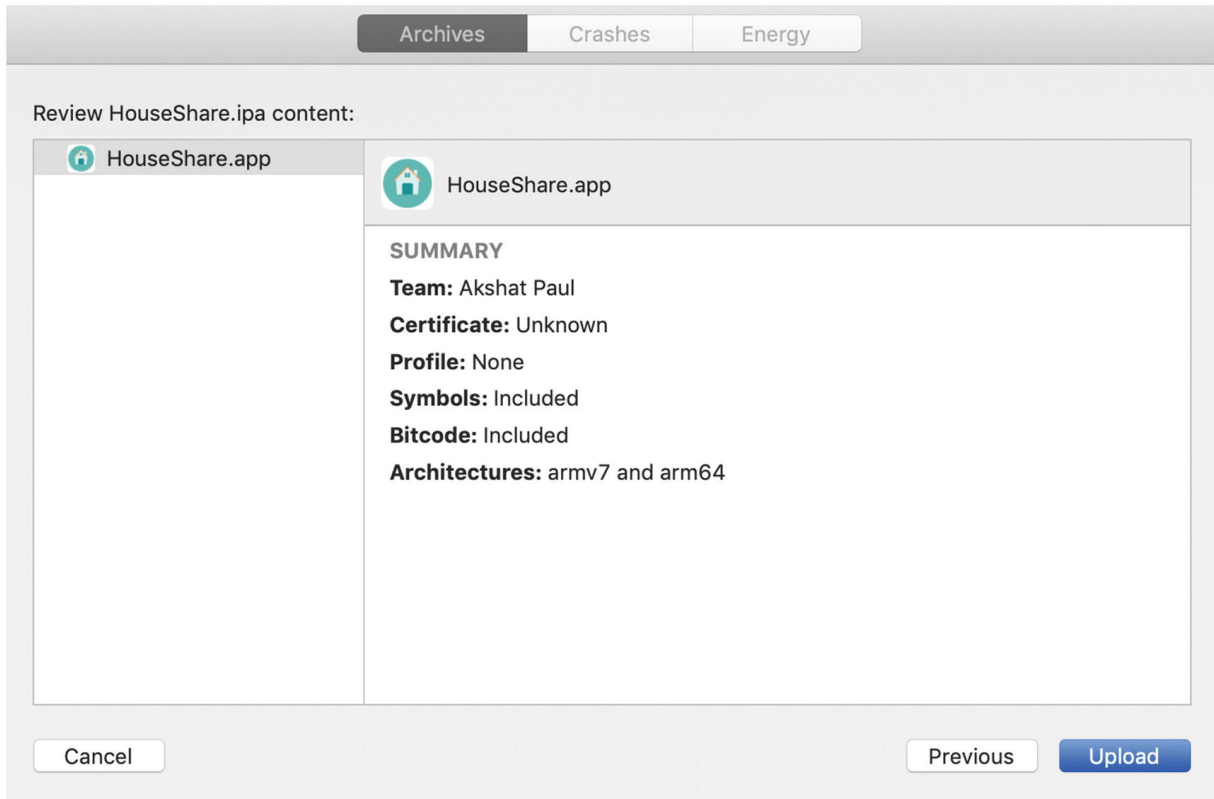 Archives Crashes Energy
Review HouseShare.ipa content:
HouseShare.app
HouseShare.app
SUMMARY
Team: Akshat Paul
Certificate: Unknown
Profile: None
Symbols: Included
Bitcode: Included
Architectures: armv7 and arm64
Cancel Previous Upload